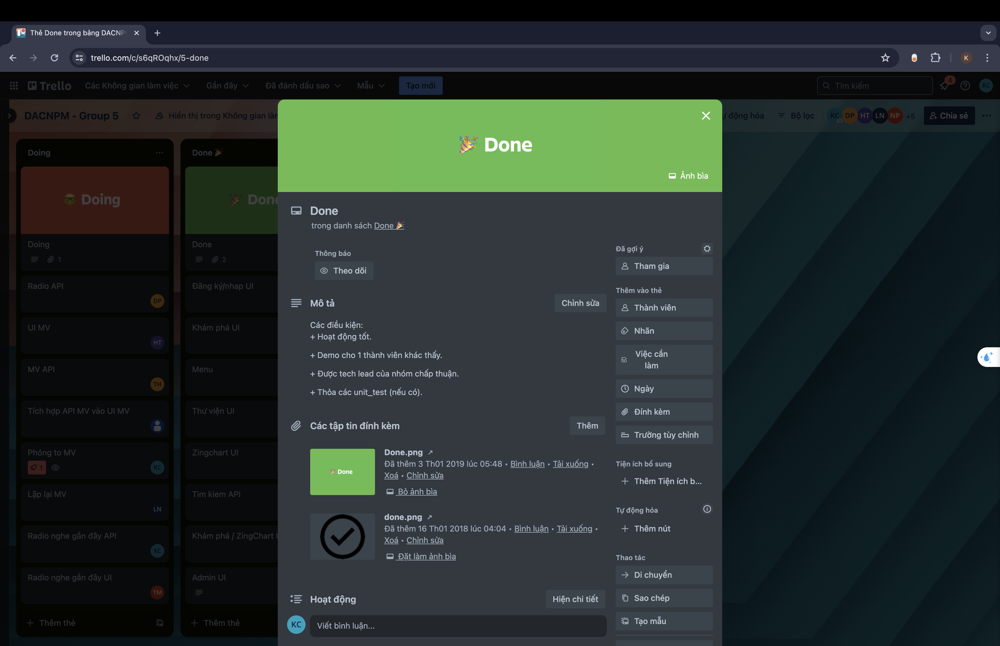 Thẻ Done trong bảng DACNP
trello.com/c/s6qROqhx/5-done
K
Trello
Các Không gian làm việc
Gần đây
Đã đánh dấu sao
Mẫu
Tạo mới
Tìm kiếm
4
KC
DACNPM - Group 5
Hiển thị trong Không gian làm
ự động hóa
Bộ lọc
KC
DP
HT
LN
NP
+5
Chia sẻ
Doing
🤓 Doing
Doing
1
Radio API
DP
UI MV
HT
MV API
TH
Tích hợp API MV vào UI MV
Phóng to MV
1
KC
Lặp lại MV
LN
Radio nghe gần đây API
XC
Radio nghe gần đây UI
TM
+ Thêm thẻ
Done 🎉
🎉 Done
Done
2
Đăng ký/nhap UI
Khám phá UI
Menu
Thư viện UI
Zingchart UI
Tim kiem API
Khám phá / ZingChart U
Admin UI
+ Thêm thẻ
🎉 Done
Ảnh bìa
Done
trong danh sách Done 🎉
Thông báo
Theo dõi
Mô tả
Chỉnh sửa
Các điều kiện:
+ Hoạt động tốt.
+ Demo cho 1 thành viên khác thấy.
+ Được tech lead của nhóm chấp thuận.
+ Thỏa các unit_test (nếu có).
Các tập tin đính kèm
Thêm
🎉 Done
Done.png ↗
Đã thêm 3 Th01 2019 lúc 05:48 • Bình luận • Tải xuống •
Xoá • Chỉnh sửa
Bỏ ảnh bìa
done.png ↗
Đã thêm 16 Th01 2018 lúc 04:04 • Bình luận • Tải xuống •
Xoá • Chỉnh sửa
Đặt làm ảnh bìa
Hoạt động
Hiện chi tiết
KC
Viết bình luận...
Đã gợi ý
Tham gia
Thêm vào thẻ
Thành viên
Nhãn
Việc cần
làm
Ngày
Đính kèm
Trường tùy chỉnh
Tiện ích bổ sung
+ Thêm Tiện ích b...
Tự động hóa
+ Thêm nút
Thao tác
Di chuyển
Sao chép
Tạo mẫu